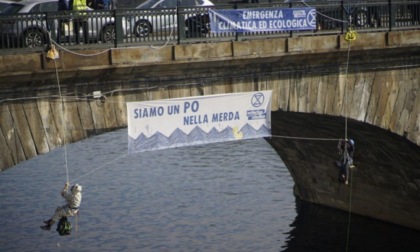 EMERGENZA
CLIMATICA ED ECOLOGICA
SIAMO UN PO
NELLA MERDA